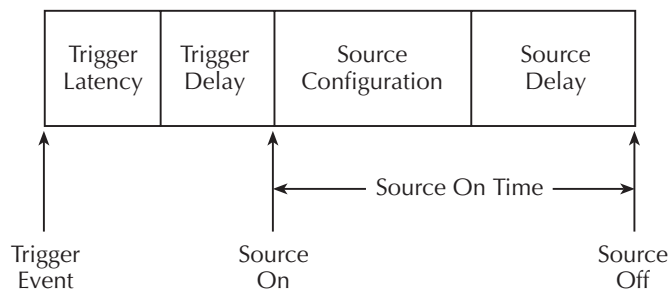 Trigger
Latency
Trigger
Delay
Source
Configuration
Source
Delay
Source On Time
Trigger
Event
Source
On
Source
Off